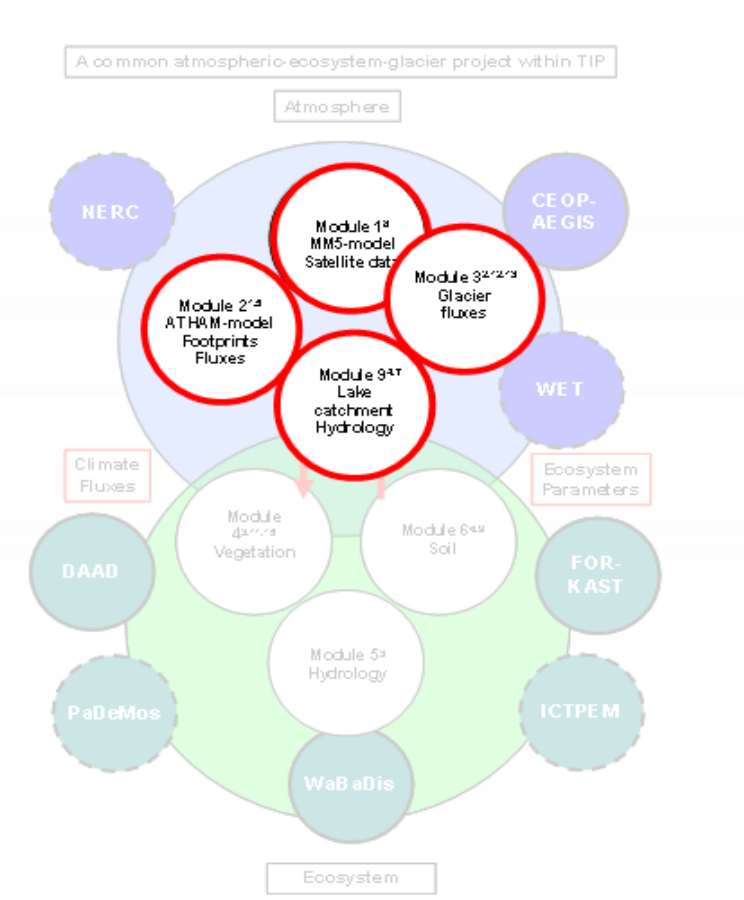 A common atmospheric-ecosystem-glacier project within TIP
Atmosphere
NERC
CEOP-
AEGIS
Module 1
MM5-model
Satellite data
Module 3
Glacier
fluxes
Module 2
ATHAM-model
Footprints
Fluxes
Module 9
Lake
catchment
Hydrology
WET
Climate
Fluxes
Ecosystem
Parameters
Module
4
Vegetation
Module 6
Soil
DAAD
FOR-
KAST
Module 5
Hydrology
PaDeMos
ICTPEM
WaBaDis
Ecosystem